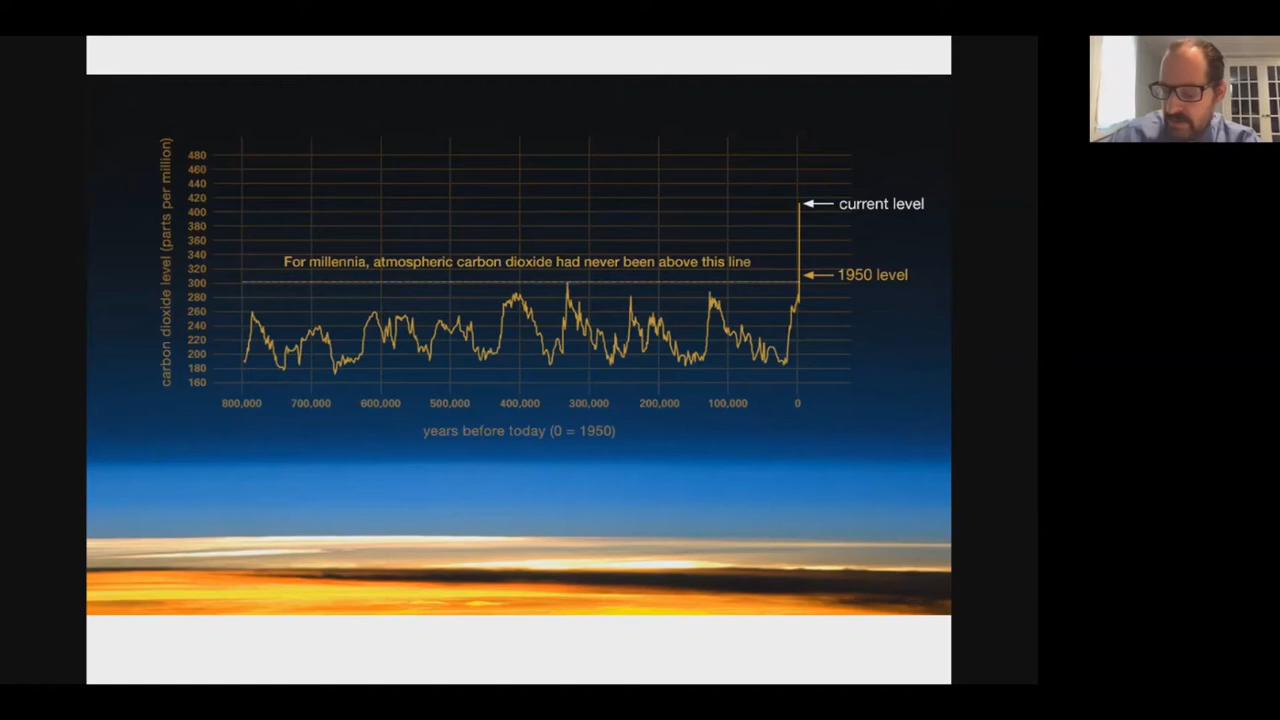 carbon dioxide level (parts per million)
480
460
440
420
400
380
360
340
320
300
280
260
240
220
200
180
160
For millennia, atmospheric carbon dioxide had never been above this line
current level
1950 level
800,000 700,000 600,000 500,000 400,000 300,000 200,000 100,000 0
years before today (0 = 1950)